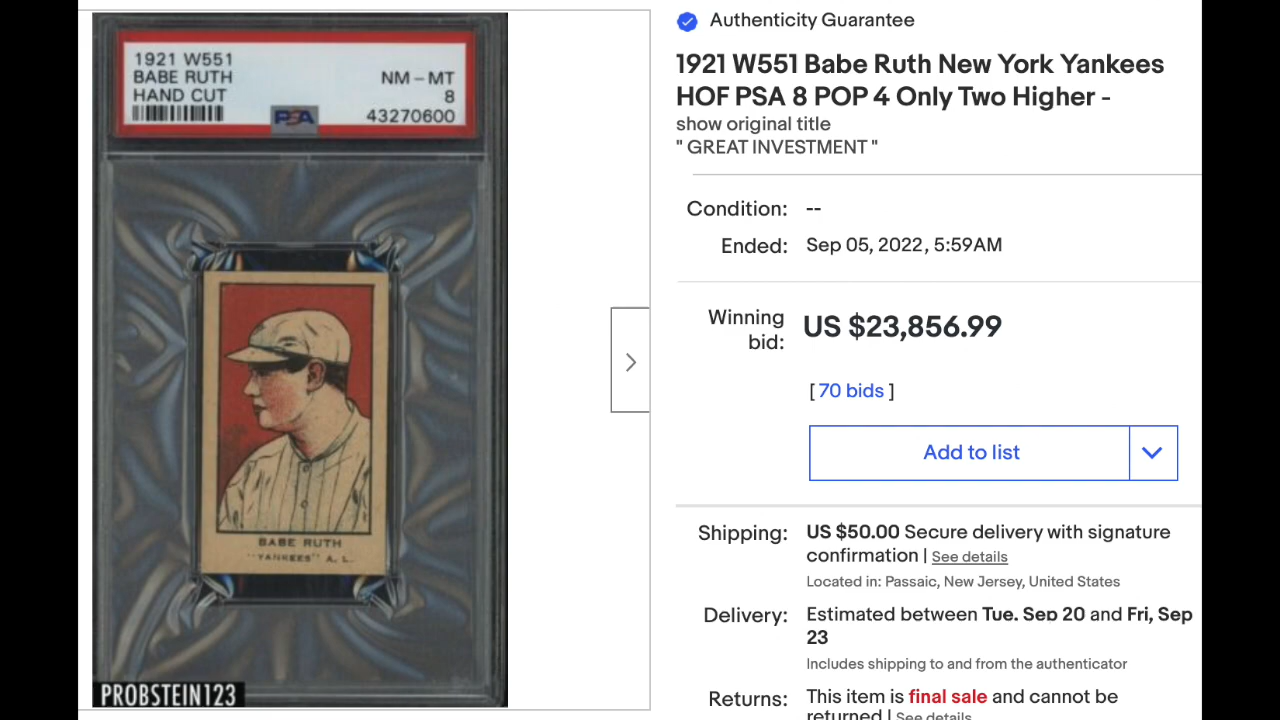 1921 W551
BABE RUTH
HAND CUT
NM - MT
8
43270600
PSA
BABE RUTH
"YANKEES" A. L.
PROBSTEIN123
Authenticity Guarantee
1921 W551 Babe Ruth New York Yankees
HOF PSA 8 POP 4 Only Two Higher -
show original title
" GREAT INVESTMENT "
Condition: --
Ended: Sep 05, 2022, 5:59AM
Winning
bid:
US $23,856.99
[ 70 bids ]
Add to list
Shipping: US $50.00 Secure delivery with signature
confirmation | See details
Located in: Passaic, New Jersey, United States
Delivery: Estimated between Tue, Sep 20 and Fri, Sep
23
Includes shipping to and from the authenticator
Returns: This item is final sale and cannot be
returned | See details